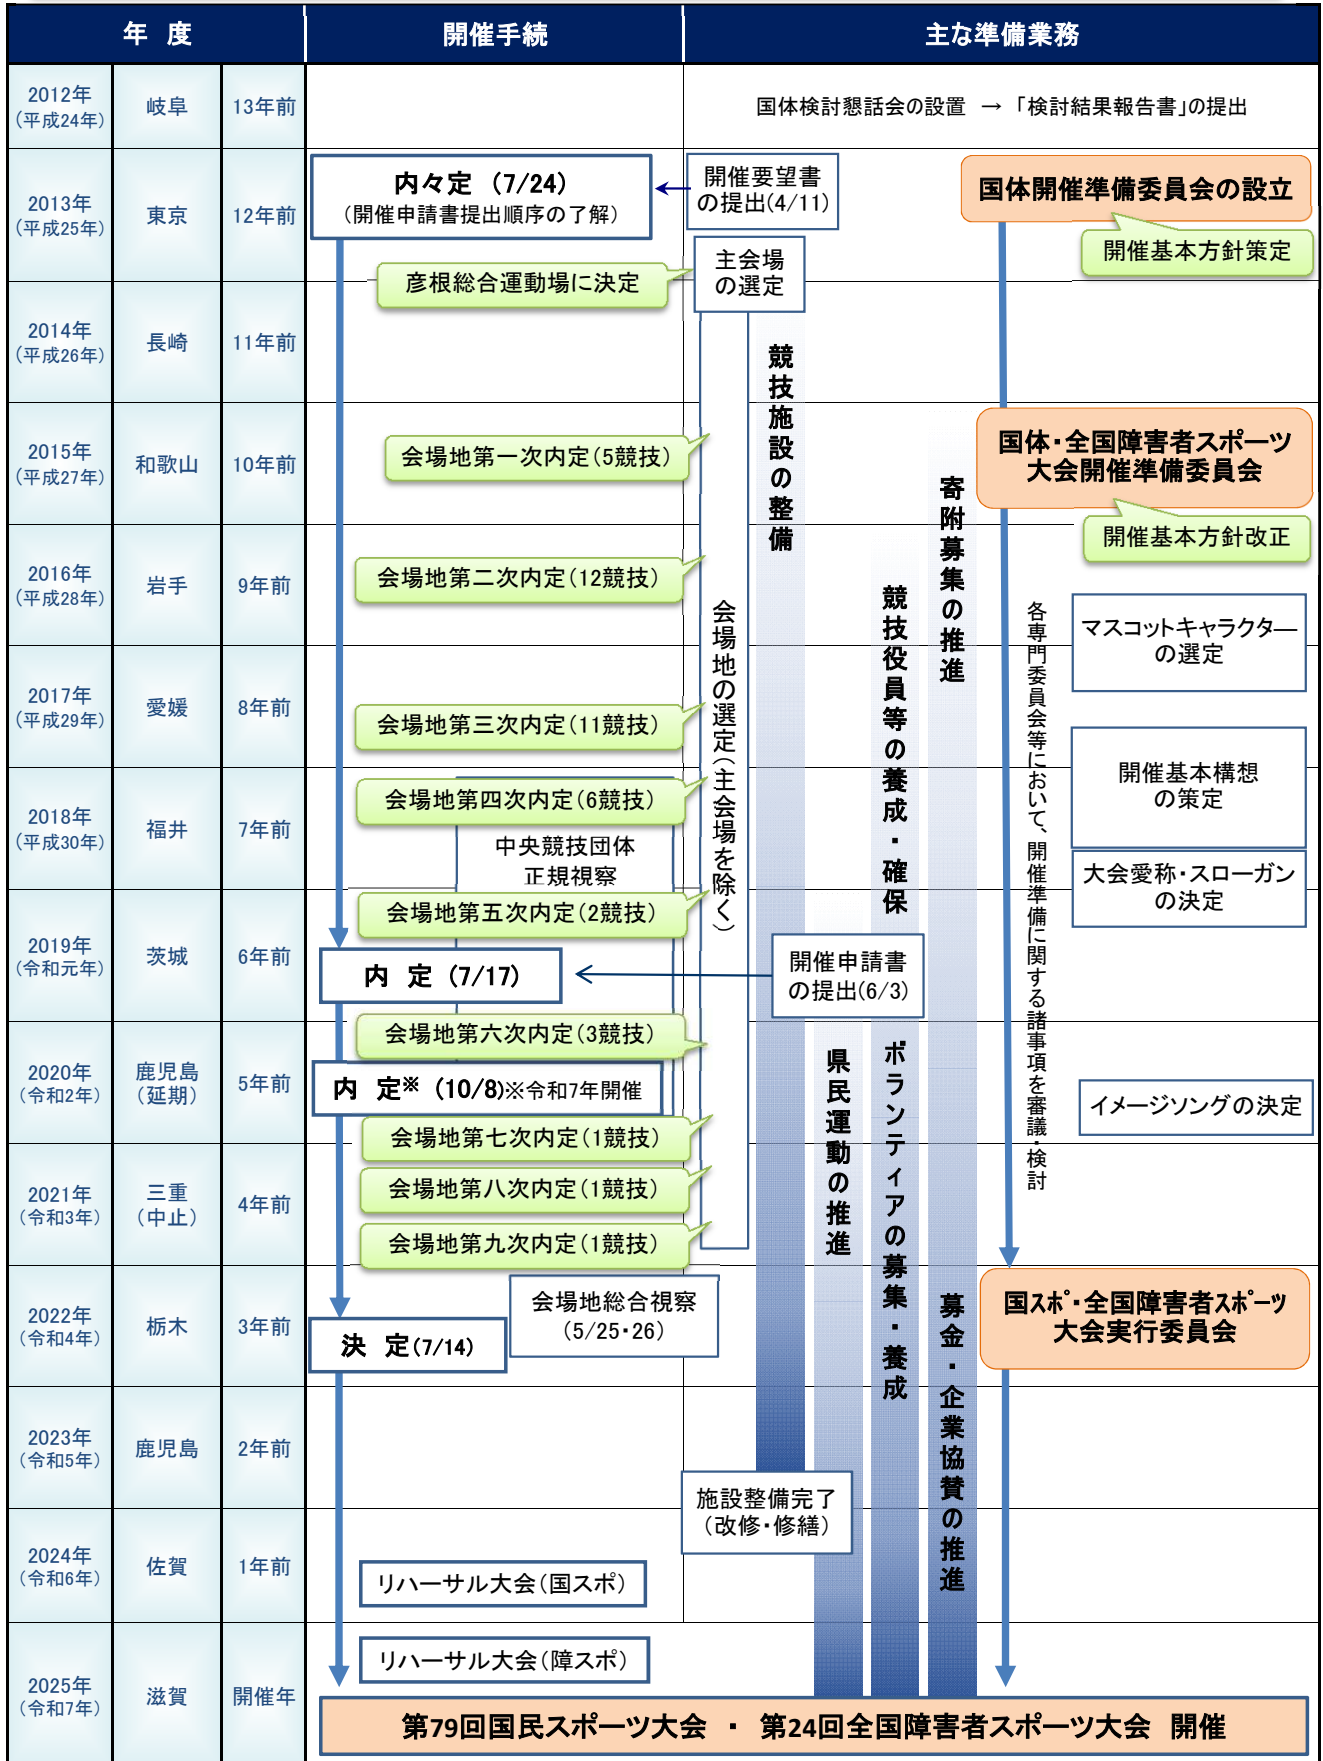 年 度
開催手続
主な準備業務
2012年
(平成24年)
岐阜
13年前
国体検討懇話会の設置 → 「検討結果報告書」の提出
2013年
(平成25年)
東京
12年前
内々定 (7/24)
(開催申請書提出順序の了解)
開催要望書
の提出(4/11)
国体開催準備委員会の設立
開催基本方針策定
主会場
の選定
彦根総合運動場に決定
2014年
(平成26年)
長崎
11年前
競技施設の整備
2015年
(平成27年)
和歌山
10年前
会場地第一次内定(5競技)
国体・全国障害者スポーツ
大会開催準備委員会
開催基本方針改正
寄附募集の推進
2016年
(平成28年)
岩手
9年前
会場地第二次内定(12競技)
会場地の選定(主会場を除く)
競技役員等の養成・確保
各専門委員会等において、開催準備に関する諸事項を審議・検討
マスコットキャラクタ―
の選定
2017年
(平成29年)
愛媛
8年前
会場地第三次内定(11競技)
開催基本構想
の策定
2018年
(平成30年)
福井
7年前
会場地第四次内定(6競技)
中央競技団体
正規視察
大会愛称・スローガン
の決定
2019年
(令和元年)
茨城
6年前
会場地第五次内定(2競技)
内 定 (7/17)
開催申請書
の提出(6/3)
2020年
(令和2年)
鹿児島
(延期)
5年前
会場地第六次内定(3競技)
内 定※ (10/8)※令和7年開催
会場地第七次内定(1競技)
県民運動の推進
ボランティアの募集・養成
イメージソングの決定
2021年
(令和3年)
三重
(中止)
4年前
会場地第八次内定(1競技)
会場地第九次内定(1競技)
2022年
(令和4年)
栃木
3年前
会場地総合視察
(5/25・26)
決 定(7/14)
募金・企業協賛の推進
国スポ・全国障害者スポーツ
大会実行委員会
2023年
(令和5年)
鹿児島
2年前
施設整備完了
(改修・修繕)
2024年
(令和6年)
佐賀
1年前
リハーサル大会(国スポ)
2025年
(令和7年)
滋賀
開催年
リハーサル大会(障スポ)
第79回国民スポーツ大会 ・ 第24回全国障害者スポーツ大会 開催